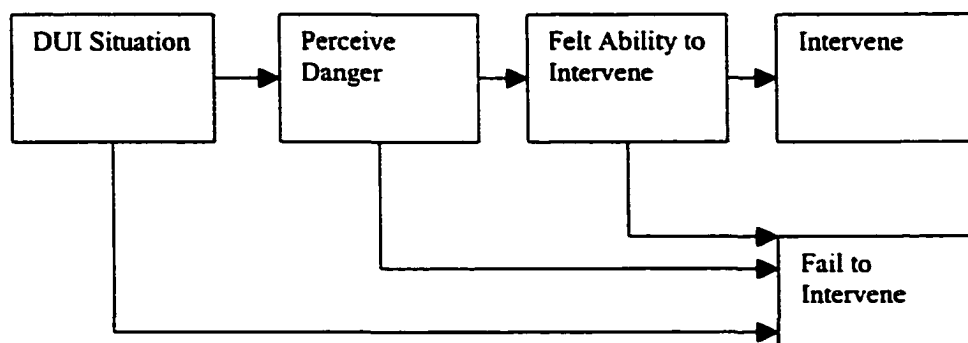 DUI Situation
Perceive
Danger
Felt Ability to
Intervene
Intervene
Fail to
Intervene